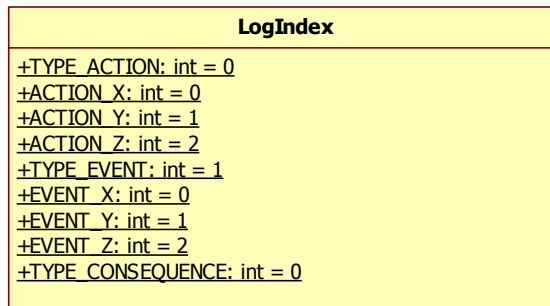 LogIndex
+TYPE_ACTION: int = 0
+ACTION_X: int = 0
+ACTION_Y: int = 1
+ACTION_Z: int = 2
+TYPE_EVENT: int = 1
+EVENT_X: int = 0
+EVENT_Y: int = 1
+EVENT_Z: int = 2
+TYPE_CONSEQUENCE: int = 0